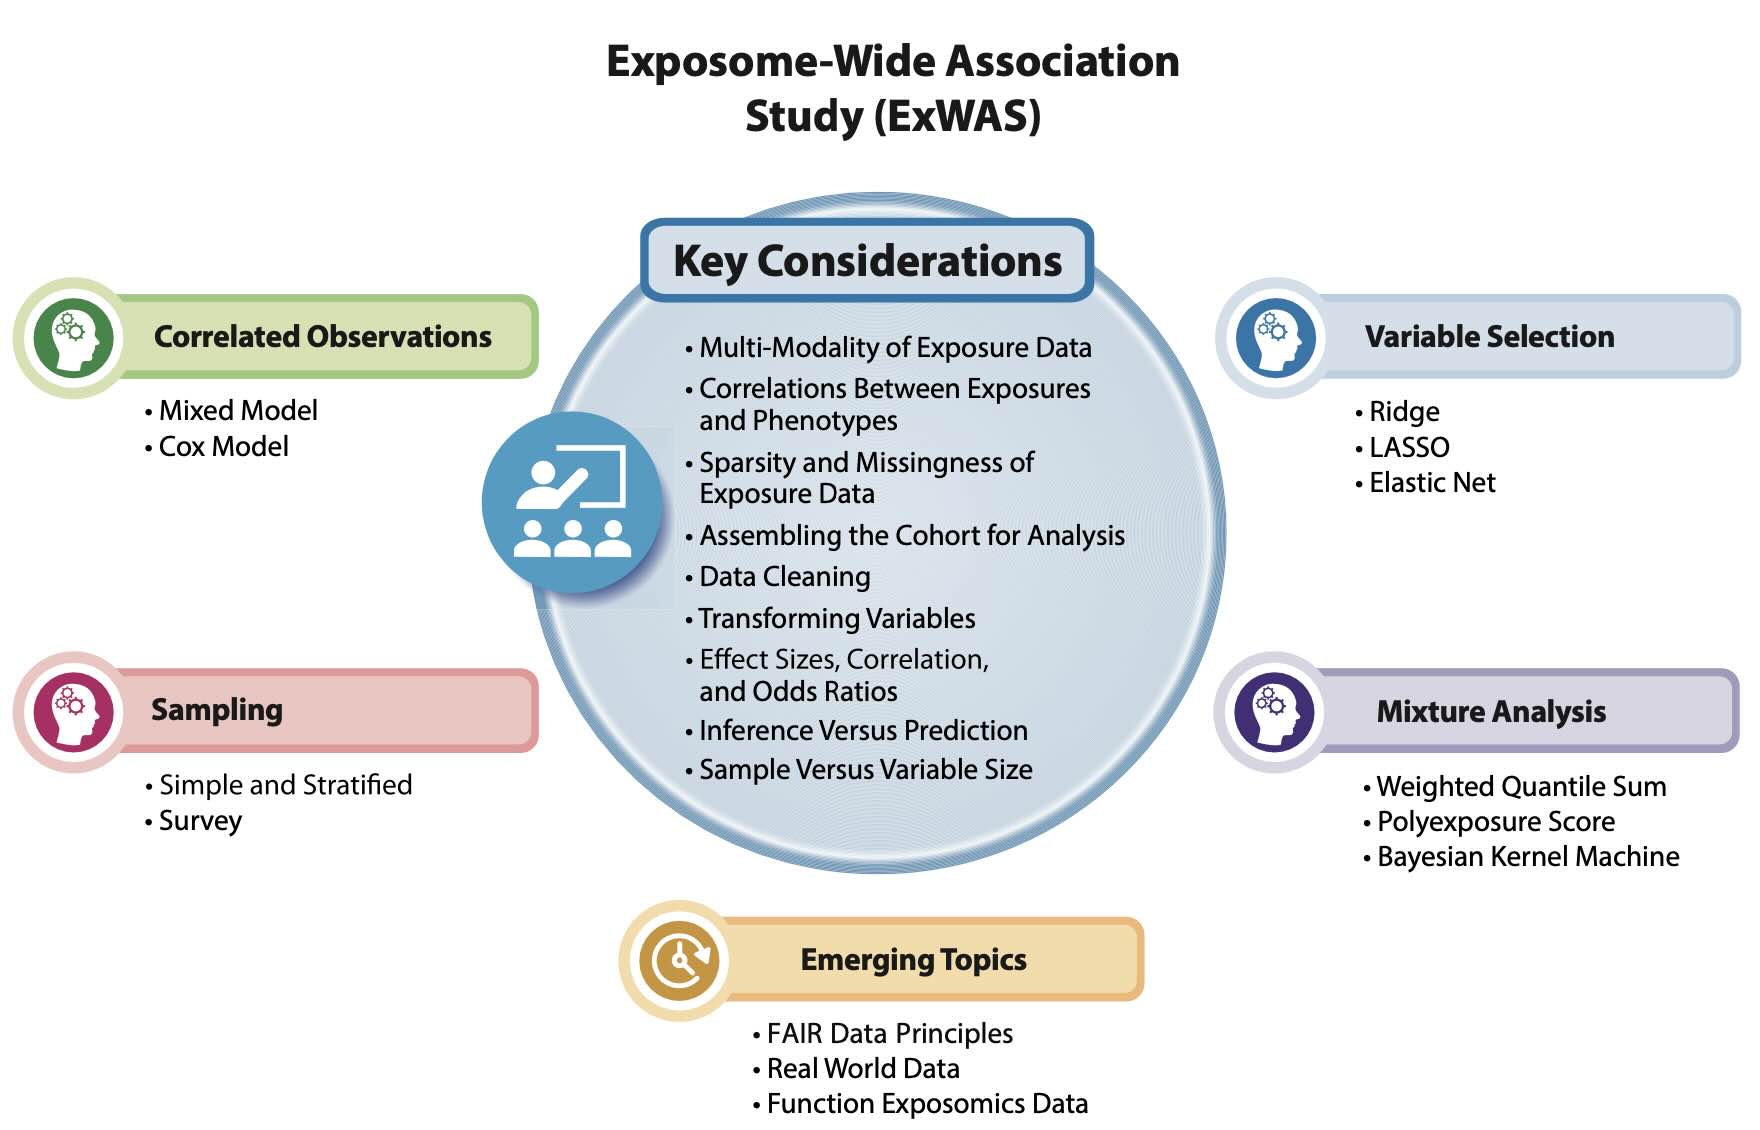 Exposome-Wide Association
Study (ExWAS)
Key Considerations
• Multi-Modality of Exposure Data
• Correlations Between Exposures
and Phenotypes
• Sparsity and Missingness of
Exposure Data
• Assembling the Cohort for Analysis
• Data Cleaning
• Transforming Variables
• Effect Sizes, Correlation,
and Odds Ratios
• Inference Versus Prediction
• Sample Versus Variable Size
Correlated Observations
• Mixed Model
• Cox Model
Sampling
• Simple and Stratified
• Survey
Variable Selection
• Ridge
• LASSO
• Elastic Net
Mixture Analysis
• Weighted Quantile Sum
• Polyexposure Score
• Bayesian Kernel Machine
Emerging Topics
• FAIR Data Principles
• Real World Data
• Function Exposomics Data